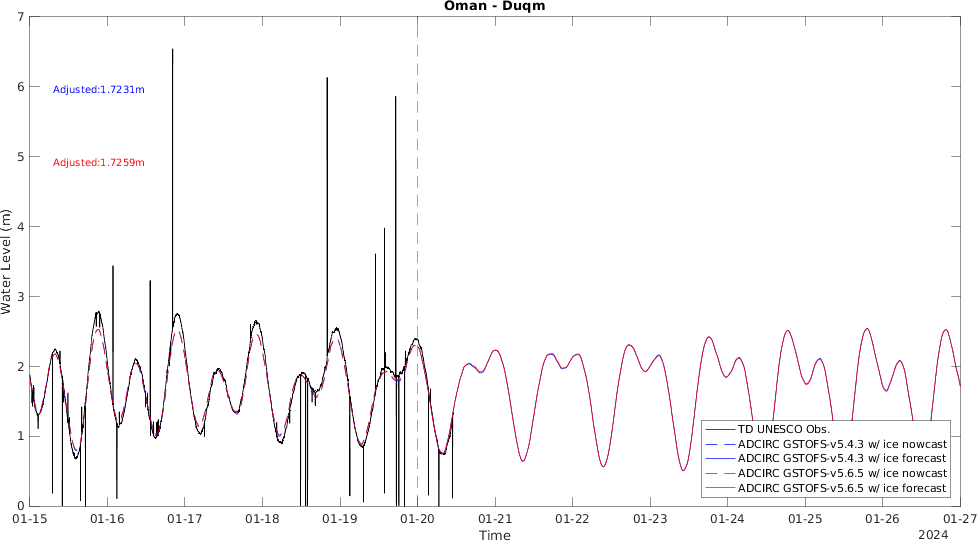 Oman - Duqm
7
6
5
4
3
2
1
0
Water Level (m)
Adjusted:1.7231m
Adjusted:1.7259m
TD UNESCO Obs.
ADCIRC GSTOFS-v5.4.3 w/ ice nowcast
ADCIRC GSTOFS-v5.4.3 w/ ice forecast
ADCIRC GSTOFS-v5.6.5 w/ ice nowcast
ADCIRC GSTOFS-v5.6.5 w/ ice forecast
01-15 01-16 01-17 01-18 01-19 01-20 01-21 01-22 01-23 01-24 01-25 01-26 01-27
Time
2024